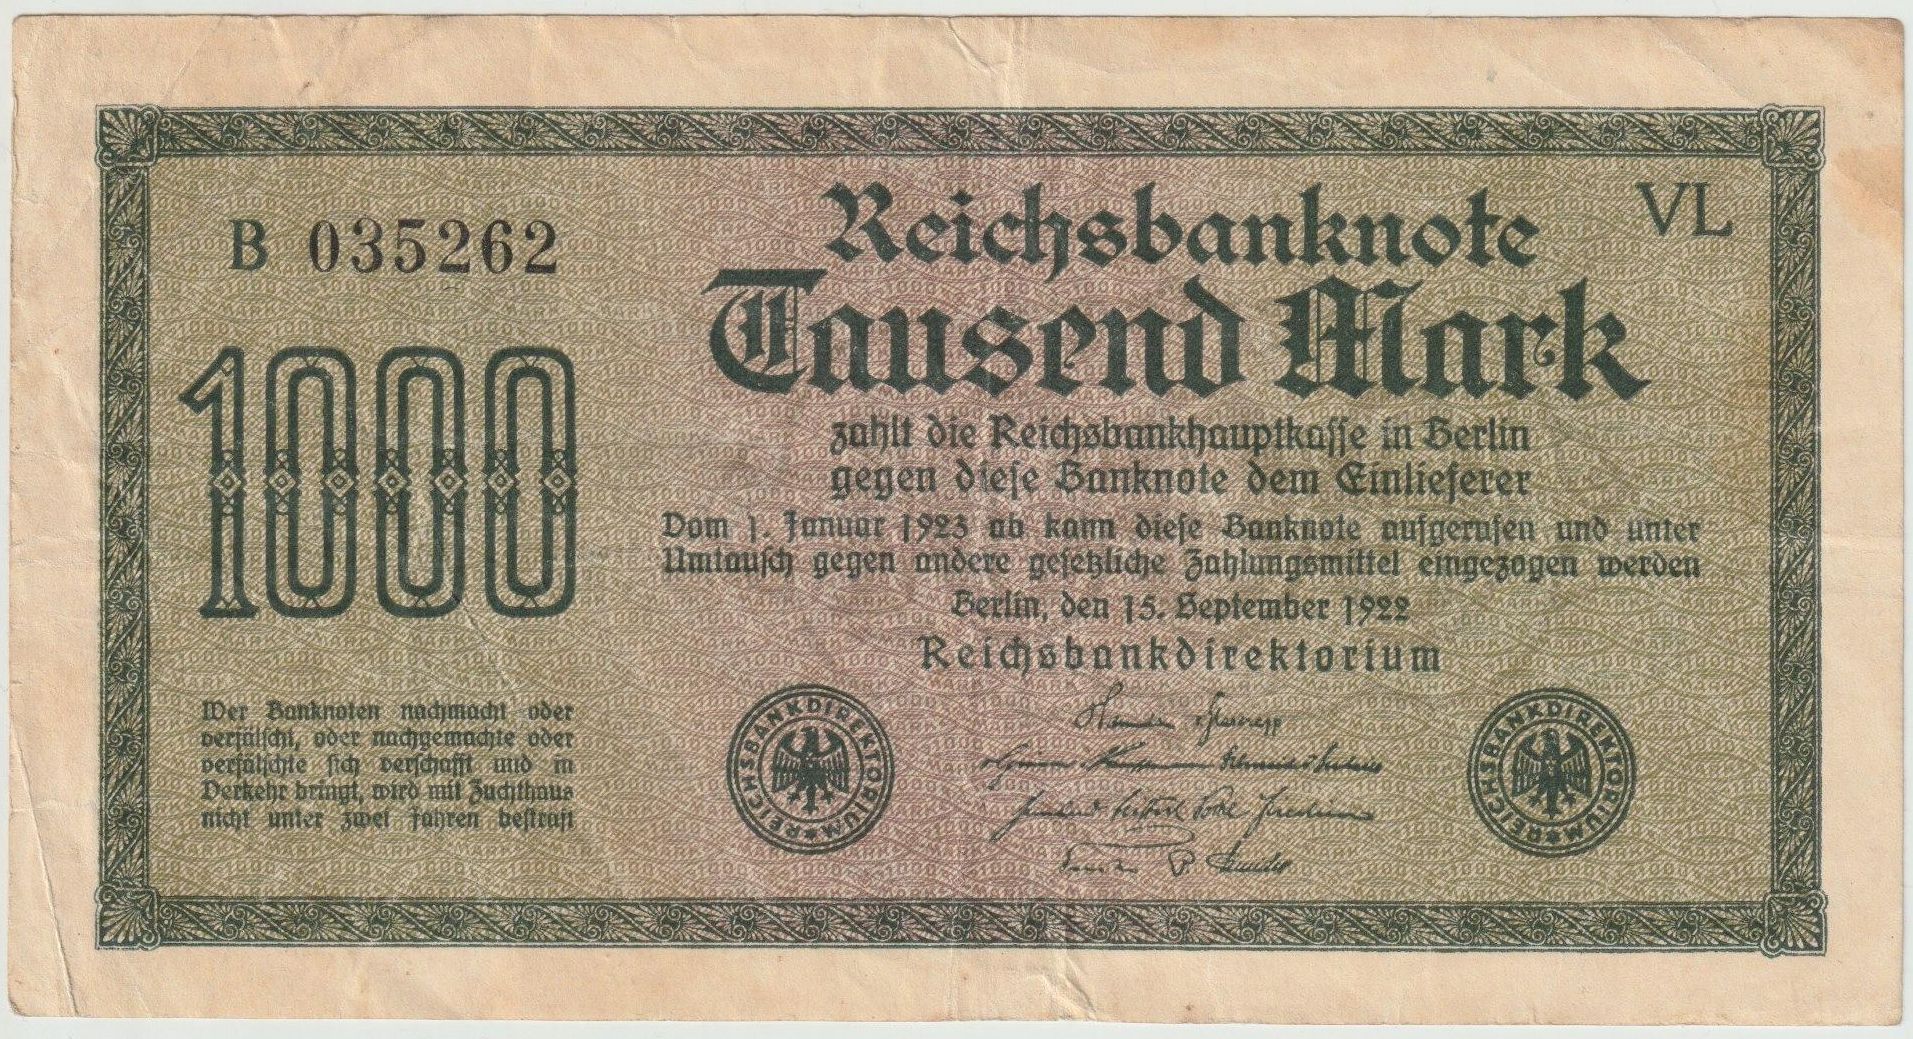 Reichsbanknote
VL
B 035262
Tausend Mark
1000
zahlt die Reichsbankhauptkasse in Berlin
gegen diese Banknote dem Einlieferer
Vom 1. Januar 1923 ab kann diese Banknote aufgerufen und unter
Umtausch gegen andere gesetzliche Zahlungsmittel eingezogen werden
Berlin, den 15. September 1922
Reichsbankdirektorium
Wer Banknoten nachmacht oder
verfälscht, oder nachgemachte oder
verfälschte sich verschafft und in
Verkehr bringt, wird mit Zuchthaus
nicht unter zwei Jahren bestraft
REICHSBANKDIREKTORIUM
REICHSBANKDIREKTORIUM